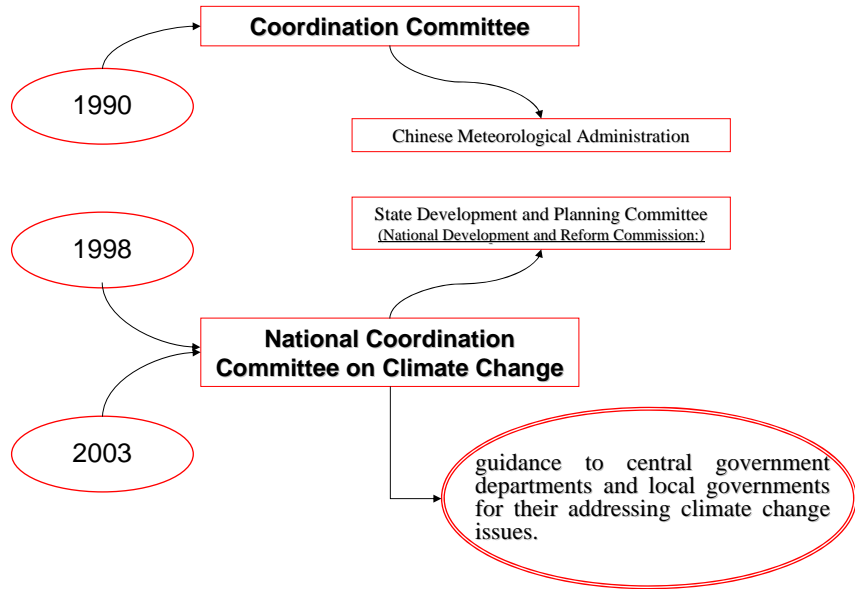 Coordination Committee
1990
Chinese Meteorological Administration
State Development and Planning Committee
(National Development and Reform Commission:)
1998
National Coordination
Committee on Climate Change
2003
guidance to central government
departments and local governments
for their addressing climate change
issues.